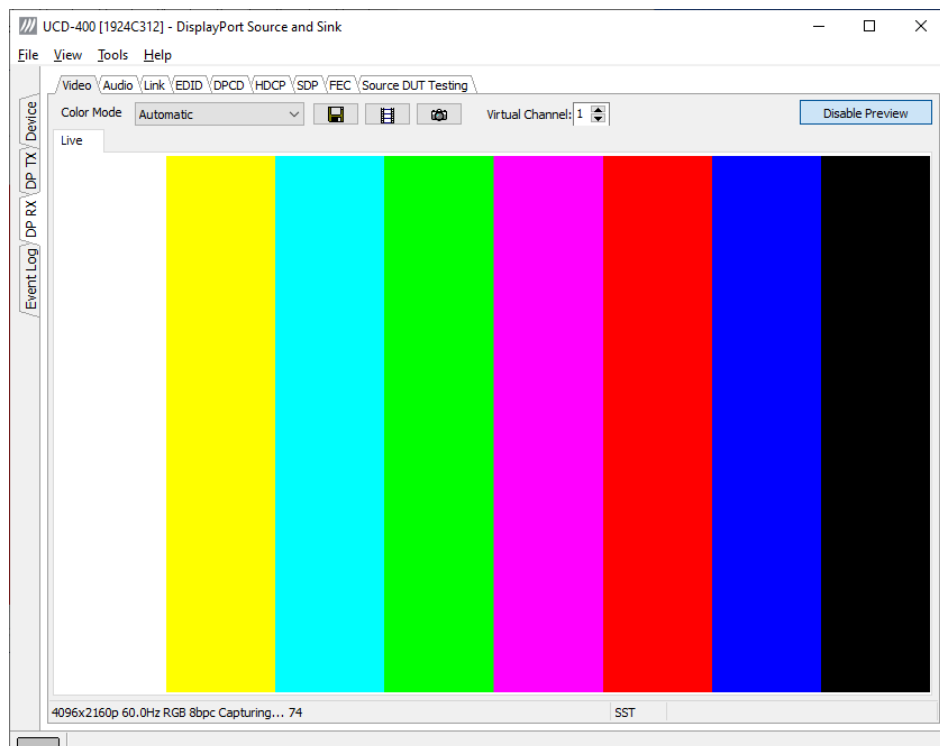 UCD-400 [1924C312] - DisplayPort Source and Sink
File View Tools Help
Video Audio Link EDID DPCD HDCP SDP FEC Source DUT Testing
Color Mode Automatic Virtual Channel: 1 Disable Preview
Live
Device
DP TX
DP RX
Event Log
4096x2160p 60.0Hz RGB 8bpc Capturing... 74 SST